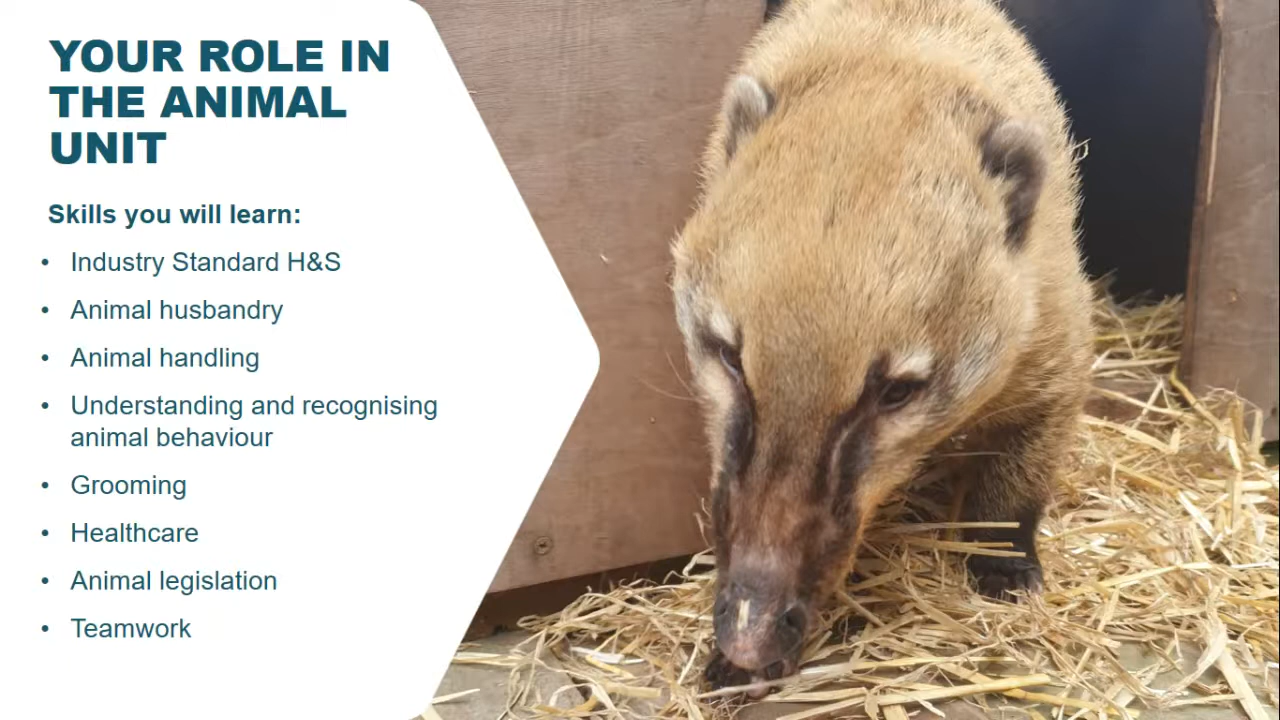 YOUR ROLE IN
THE ANIMAL
UNIT
Skills you will learn:
• Industry Standard H&S
• Animal husbandry
• Animal handling
• Understanding and recognising
animal behaviour
• Grooming
• Healthcare
• Animal legislation
• Teamwork